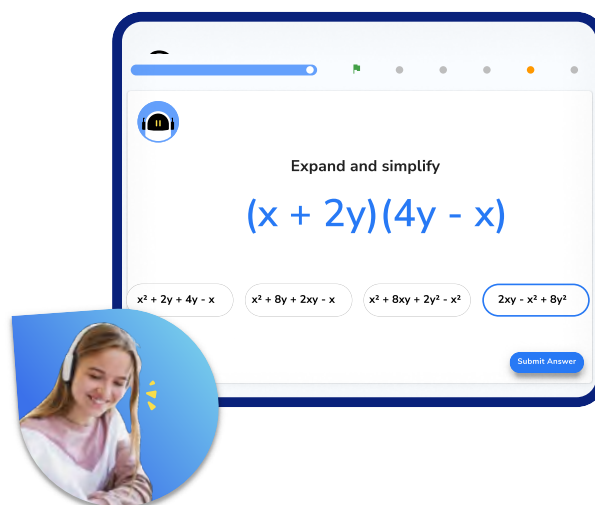 Expand and simplify
(x + 2y)(4y - x)
x² + 2y + 4y - x
x² + 8y + 2xy - x
x² + 8xy + 2y² - x²
2xy - x² + 8y²
Submit Answer